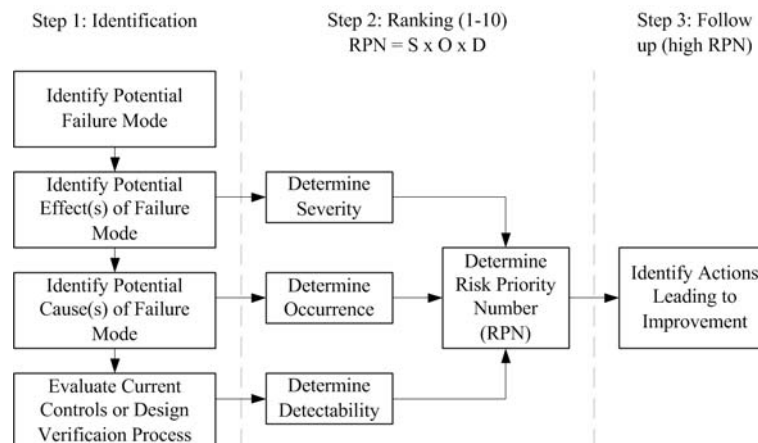 Step 1: Identification
Step 2: Ranking (1-10)
RPN = S x O x D
Step 3: Follow
up (high RPN)
Identify Potential
Failure Mode
Identify Potential
Effect(s) of Failure
Mode
Determine
Severity
Identify Potential
Cause(s) of Failure
Mode
Determine
Occurrence
Determine
Risk Priority
Number
(RPN)
Identify Actions
Leading to
Improvement
Evaluate Current
Controls or Design
Verificaion Process
Determine
Detectability